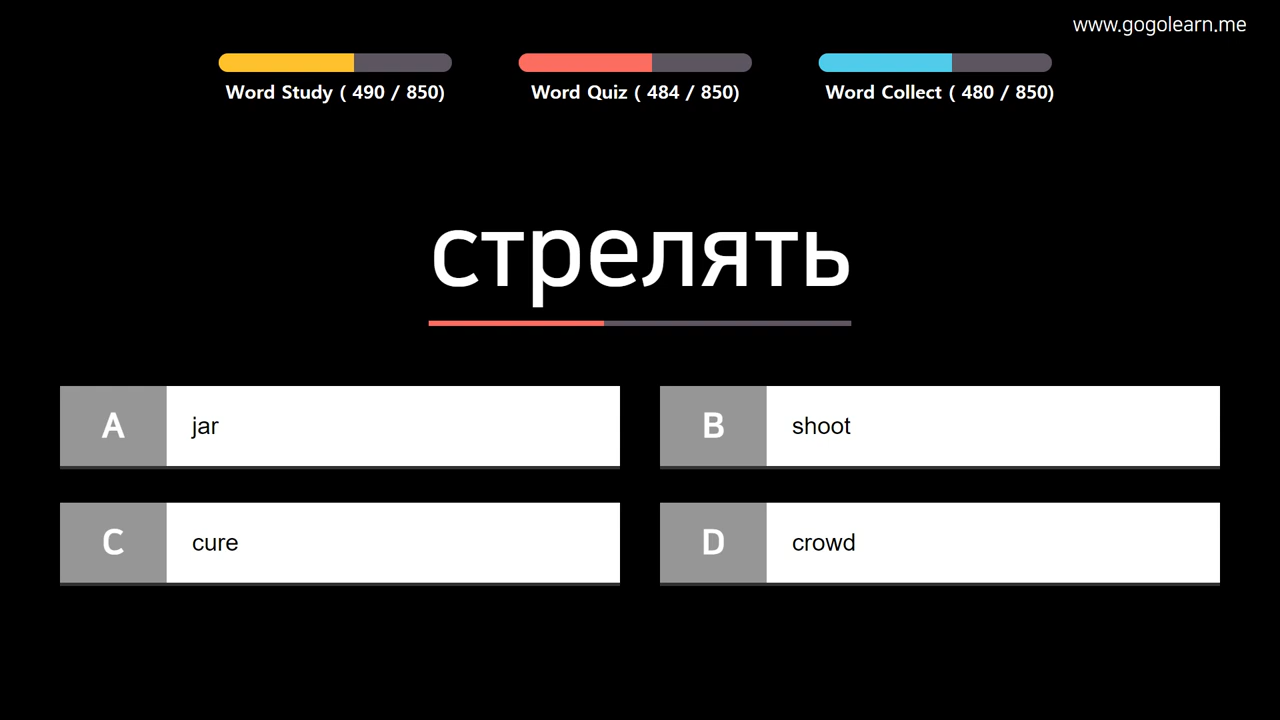 www.gogolearn.me
Word Study ( 490 / 850)
Word Quiz ( 484 / 850)
Word Collect ( 480 / 850)
стрелять
A jar
B shoot
C cure
D crowd